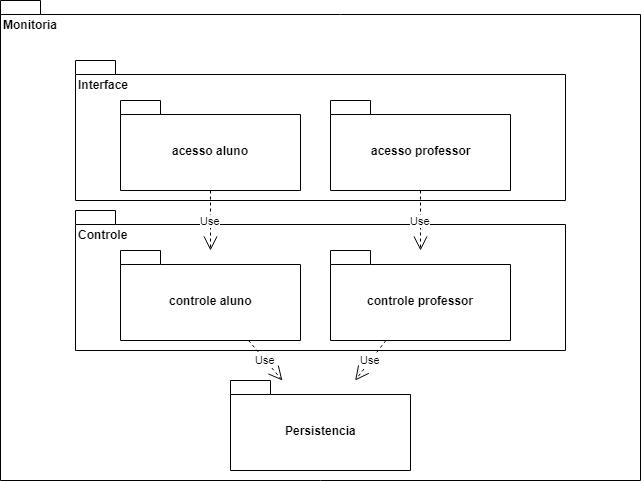 Monitoria
Interface
acesso aluno
acesso professor
Use
Use
Controle
controle aluno
controle professor
Use
Use
Persistencia